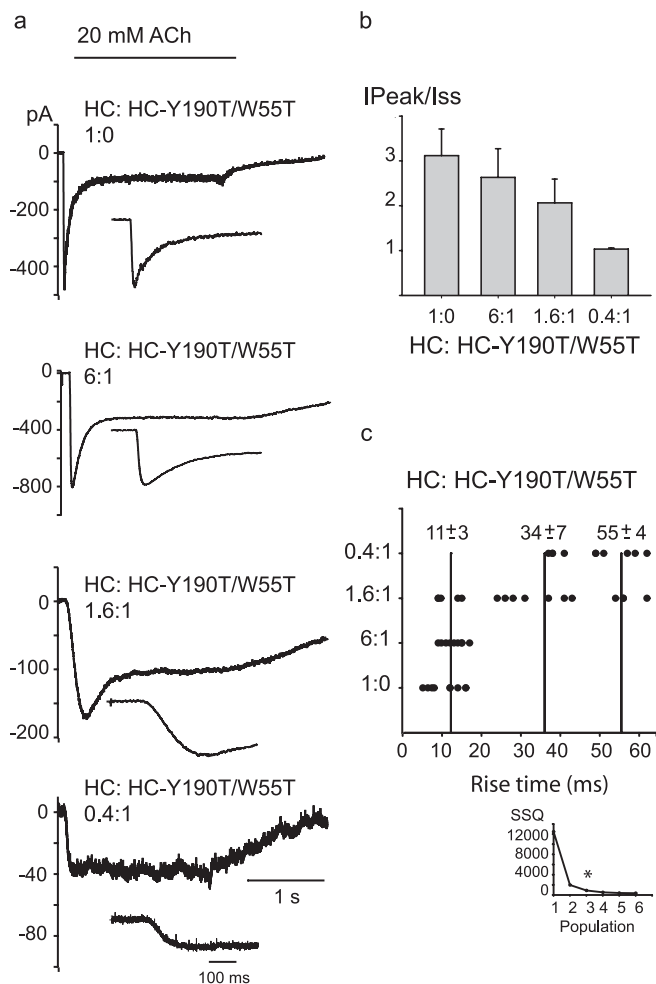 a
20 mM ACh
HC: HC-Y190T/W55T
1:0
pA
0
-200
-400
HC: HC-Y190T/W55T
6:1
0
-400
-800
HC: HC-Y190T/W55T
1.6:1
0
-100
-200
HC: HC-Y190T/W55T
0.4:1
0
-40
-80
1 s
100 ms
b
IPeak/Iss
3
2
1
1:0 6:1 1.6:1 0.4:1
HC: HC-Y190T/W55T
c
HC: HC-Y190T/W55T
11±3 34±7 55±4
0.4:1
1.6:1
6:1
1:0
0 10 20 30 40 50 60
Rise time (ms)
SSQ
12000
8000
4000
0
*
1 2 3 4 5 6
Population